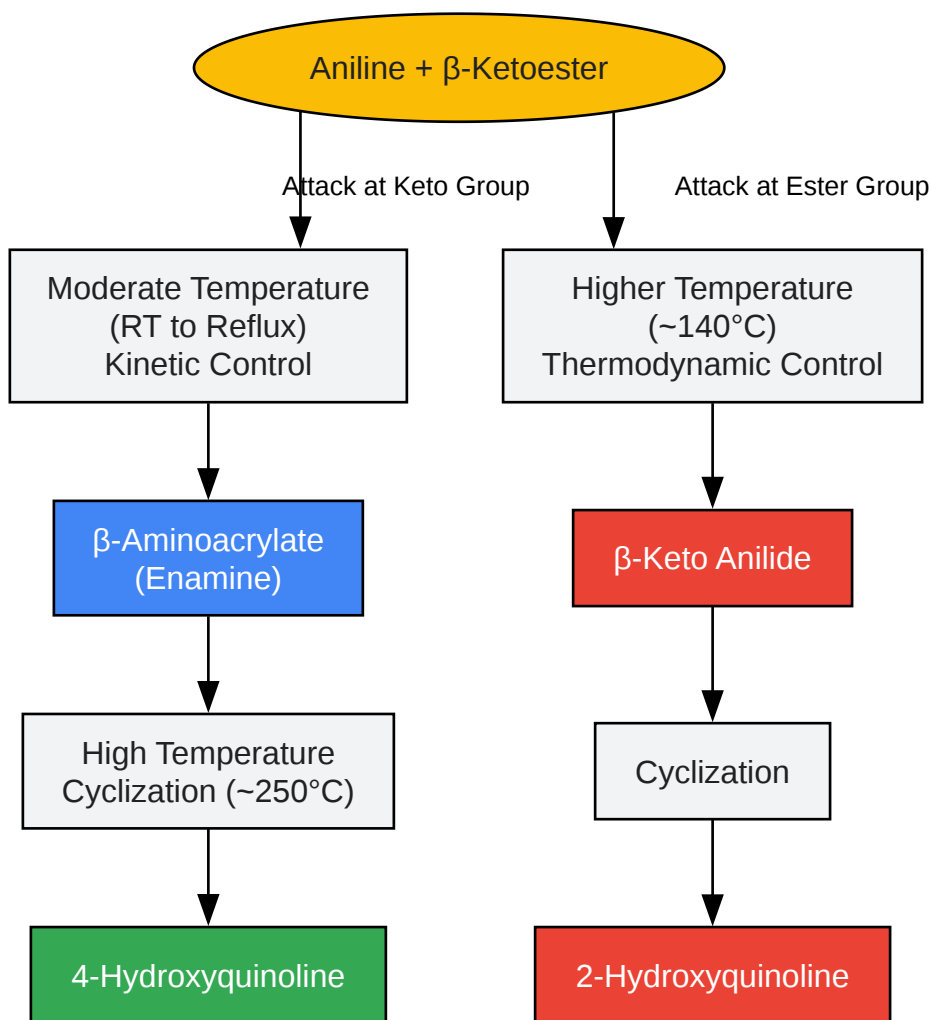 Aniline + β-Ketoester
Attack at Keto Group
Attack at Ester Group
Moderate Temperature
(RT to Reflux)
Kinetic Control
Higher Temperature
(~140°C)
Thermodynamic Control
β-Aminoacrylate
(Enamine)
β-Keto Anilide
High Temperature
Cyclization (~250°C)
Cyclization
4-Hydroxyquinoline
2-Hydroxyquinoline